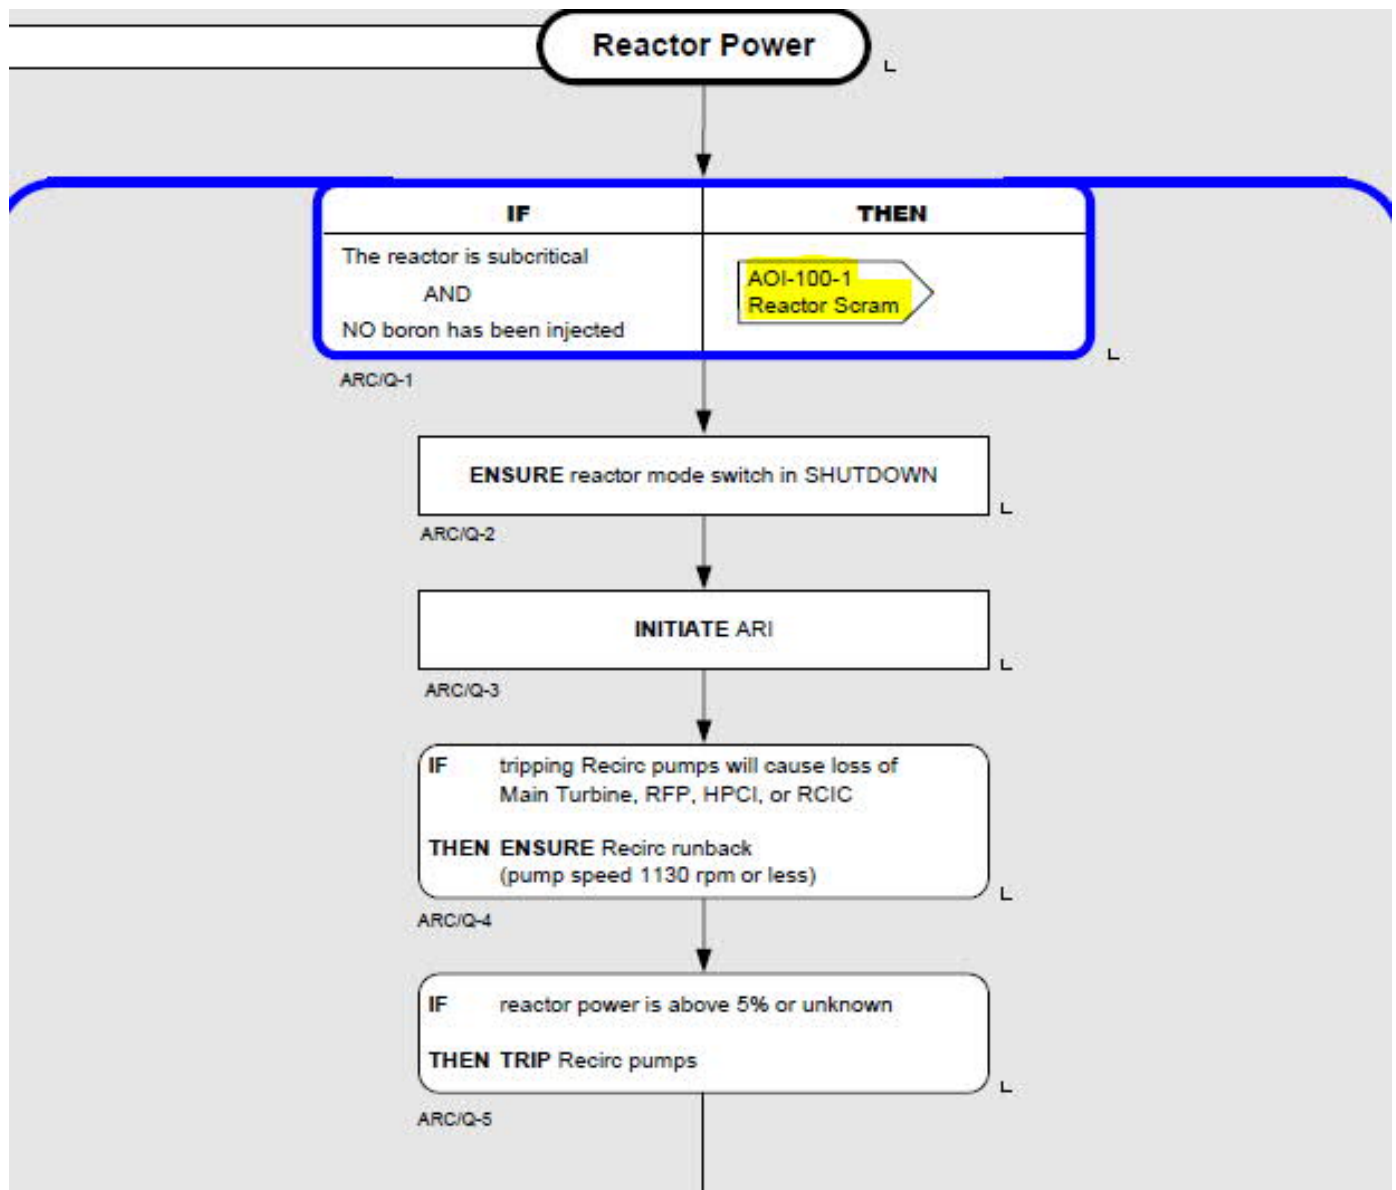 Reactor Power
IF
THEN
The reactor is subcritical
AND
NO boron has been injected
AOI-100-1
Reactor Scram
ARC/Q-1
ENSURE reactor mode switch in SHUTDOWN
ARC/Q-2
INITIATE ARI
ARC/Q-3
IF tripping Recirc pumps will cause loss of
Main Turbine, RFP, HPCI, or RCIC
THEN ENSURE Recirc runback
(pump speed 1130 rpm or less)
ARC/Q-4
IF reactor power is above 5% or unknown
THEN TRIP Recirc pumps
ARC/Q-5